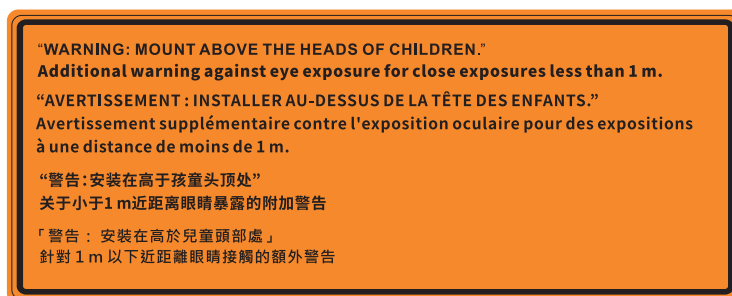 “WARNING: MOUNT ABOVE THE HEADS OF CHILDREN.”
Additional warning against eye exposure for close exposures less than 1 m.
“AVERTISSEMENT : INSTALLER AU-DESSUS DE LA TÊTE DES ENFANTS.”
Avertissement supplémentaire contre l'exposition oculaire pour des expositions
à une distance de moins de 1 m.
“警告：安装在高于孩童头顶处”
关于小于1 m近距离眼睛暴露的附加警告
「警告： 安裝在高於兒童頭部處」
針對 1 m 以下近距離眼睛接觸的額外警告